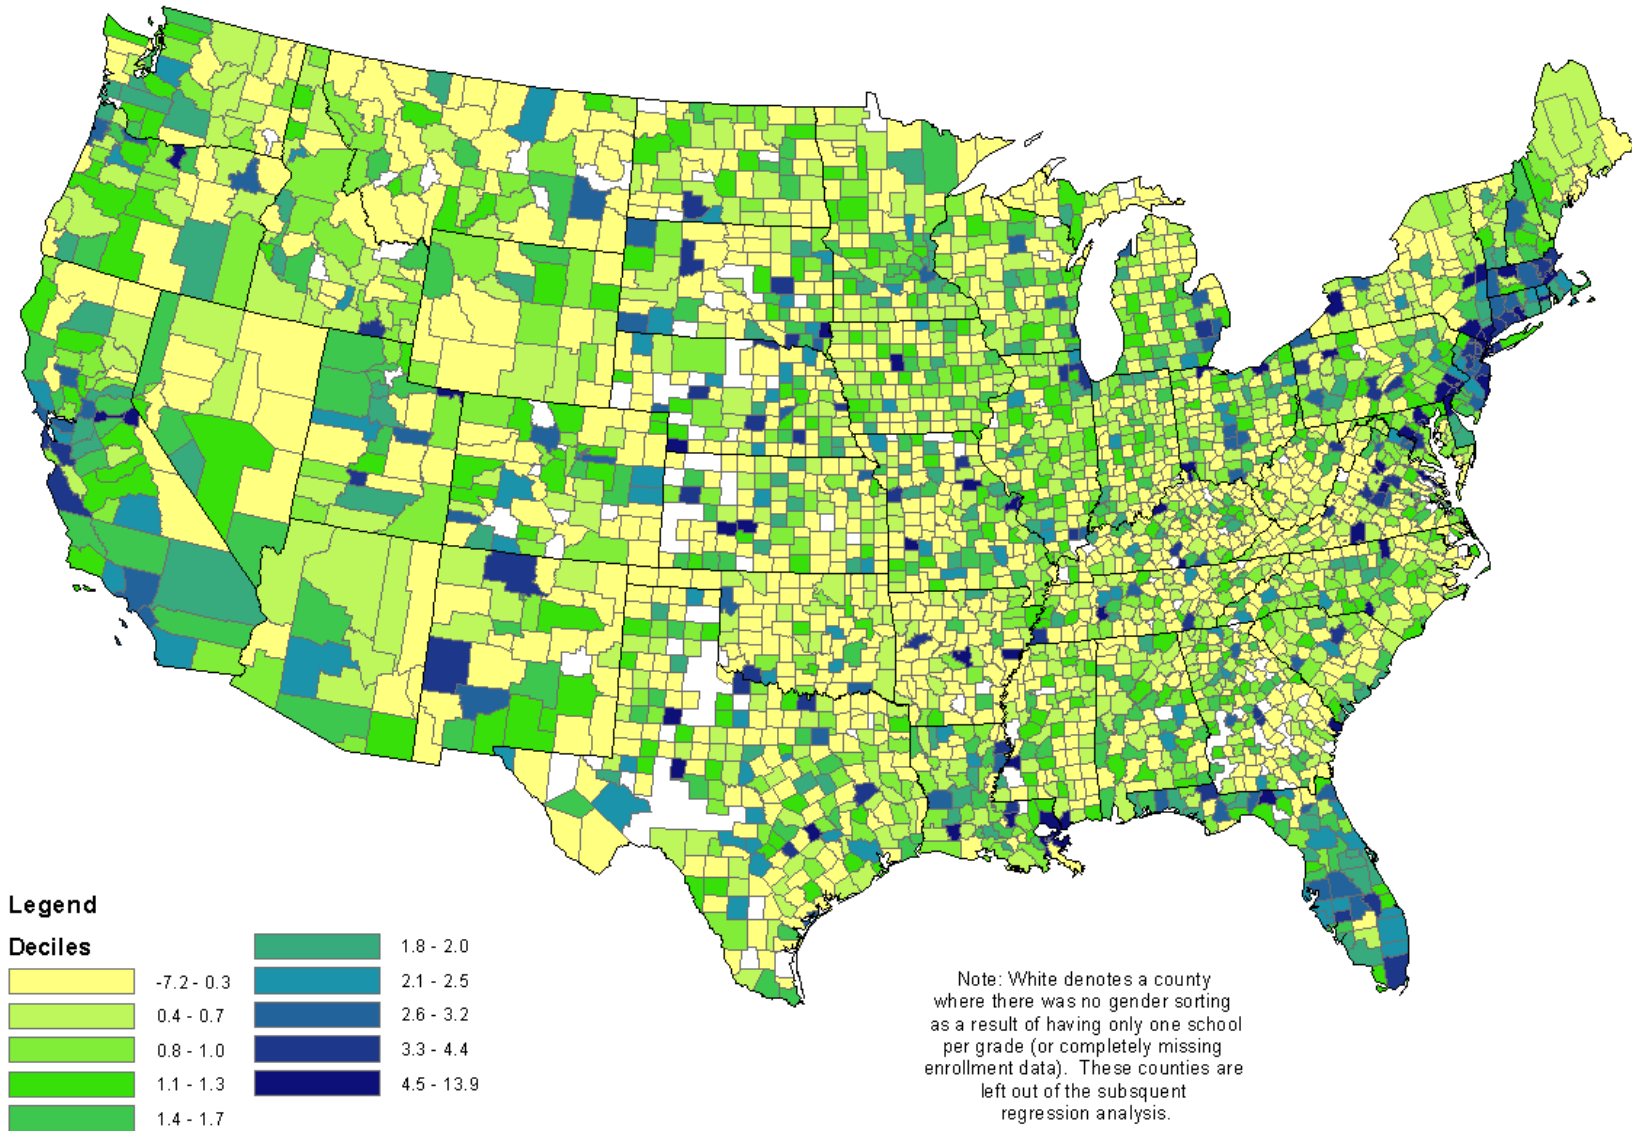 Legend
Deciles
-7.2 - 0.3
0.4 - 0.7
0.8 - 1.0
1.1 - 1.3
1.4 - 1.7
1.8 - 2.0
2.1 - 2.5
2.6 - 3.2
3.3 - 4.4
4.5 - 13.9
Note: White denotes a county
where there was no gender sorting
as a result of having only one school
per grade (or completely missing
enrollment data). These counties are
left out of the subsquent
regression analysis.